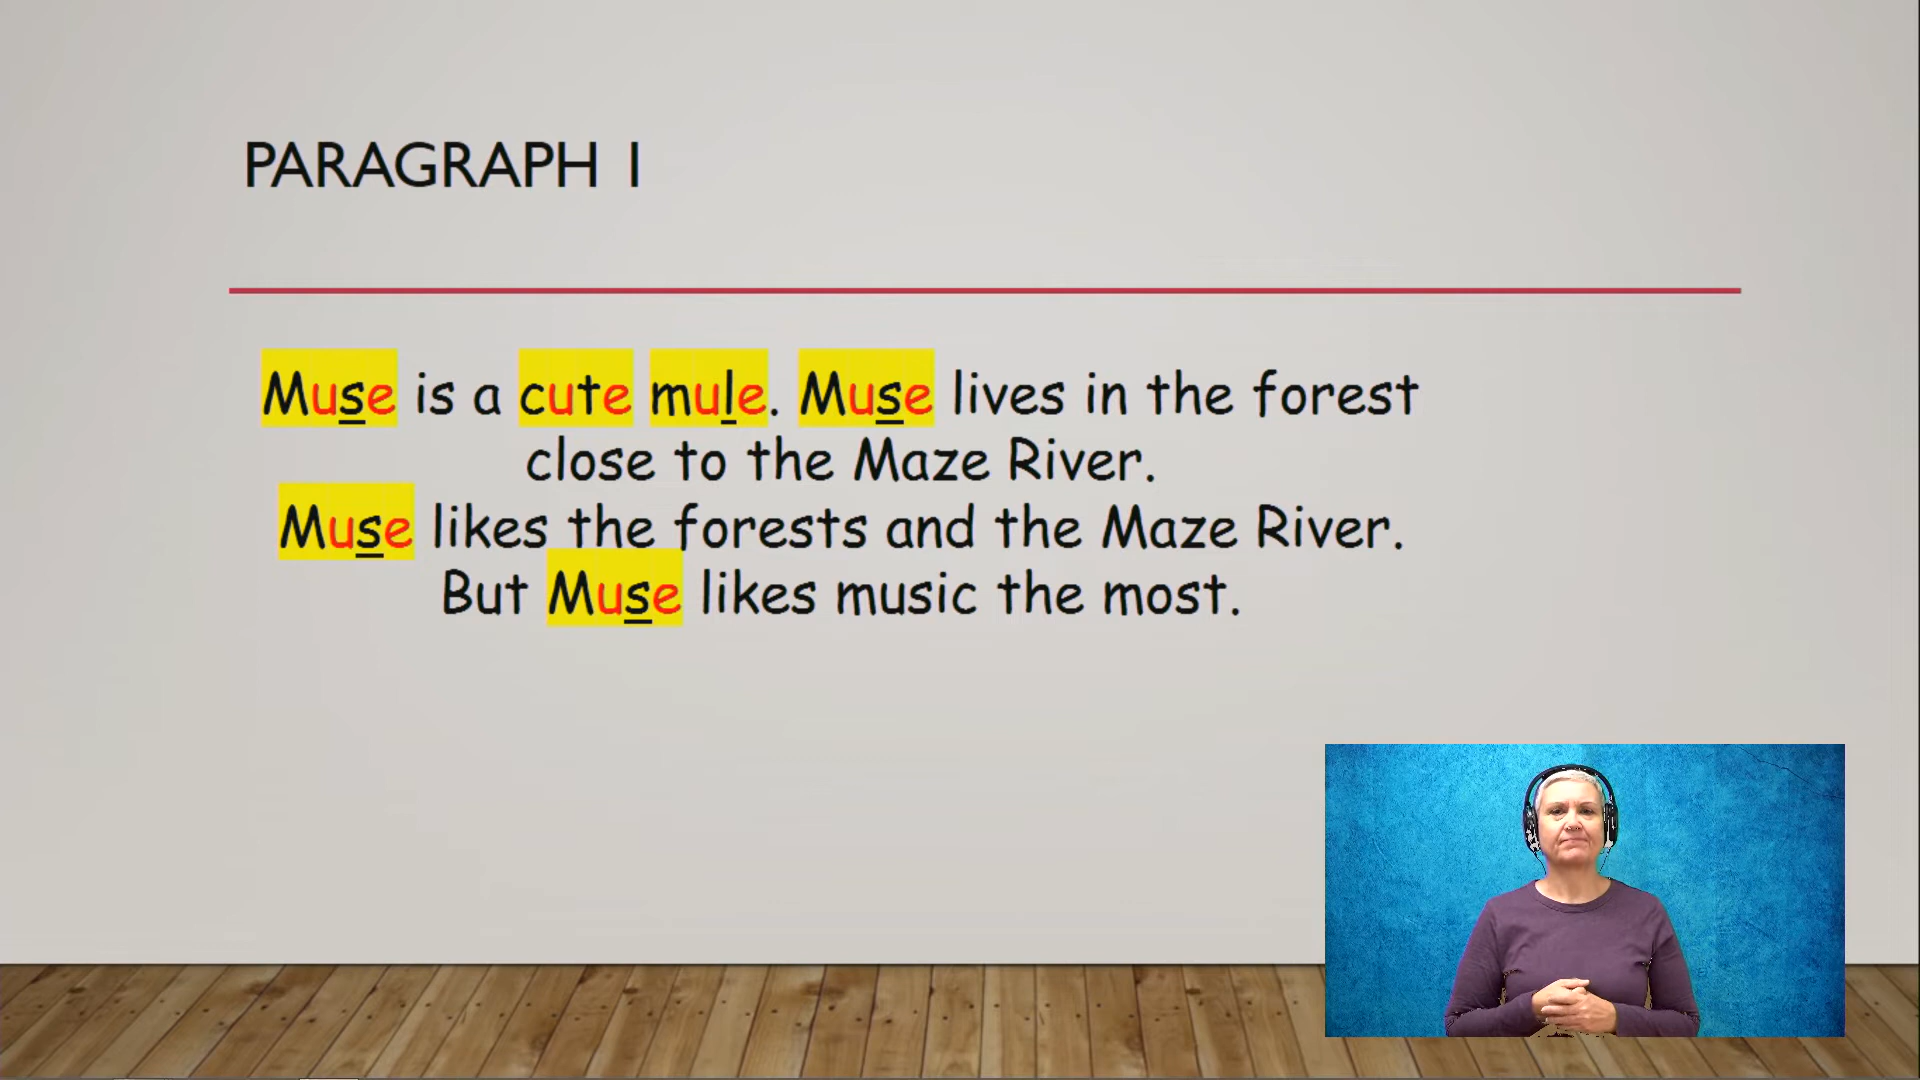 PARAGRAPH 1
Muse is a cute mule. Muse lives in the forest
close to the Maze River.
Muse likes the forests and the Maze River.
But Muse likes music the most.